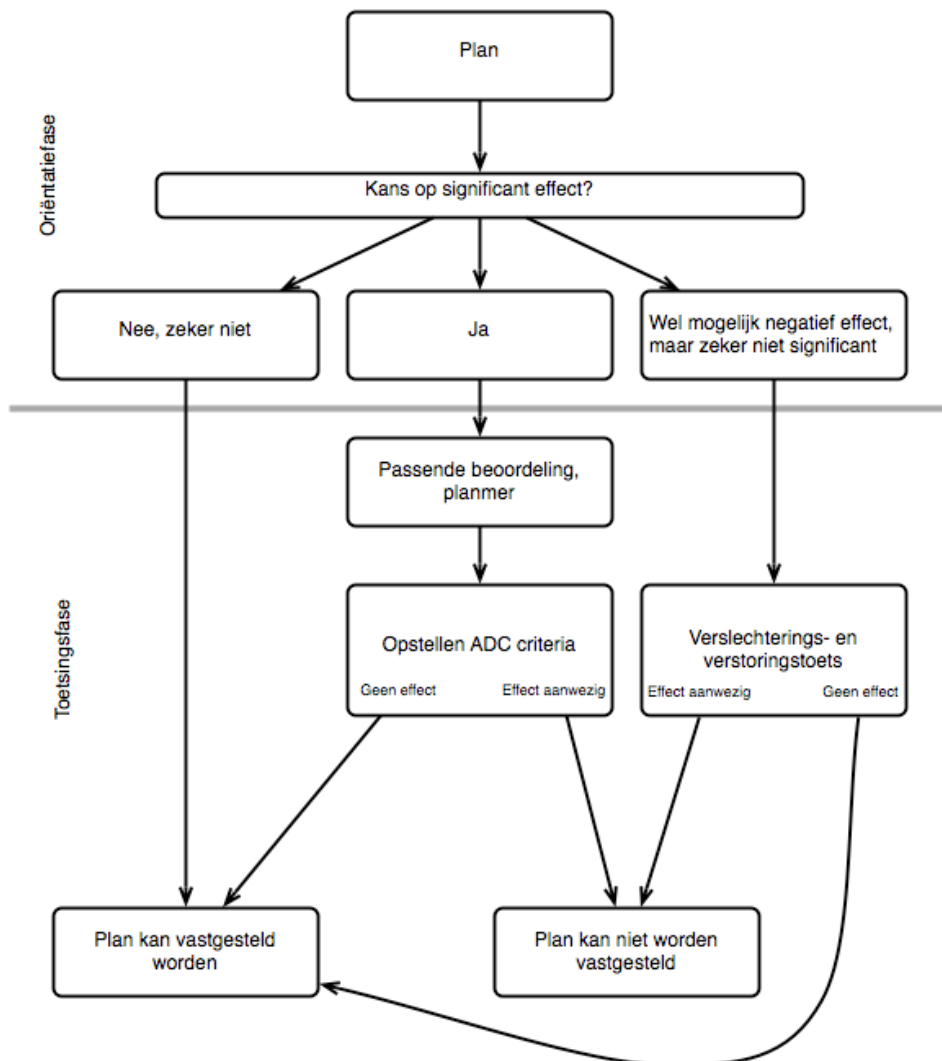 Plan
Oriëntatiefase
Kans op significant effect?
Nee, zeker niet
Ja
Wel mogelijk negatief effect,
maar zeker niet significant
Toetsingsfase
Passende beoordeling,
planmer
Opstellen ADC criteria
Geen effect
Effect aanwezig
Verslechterings- en
verstoringstoets
Effect aanwezig
Geen effect
Plan kan vastgesteld
worden
Plan kan niet worden
vastgesteld